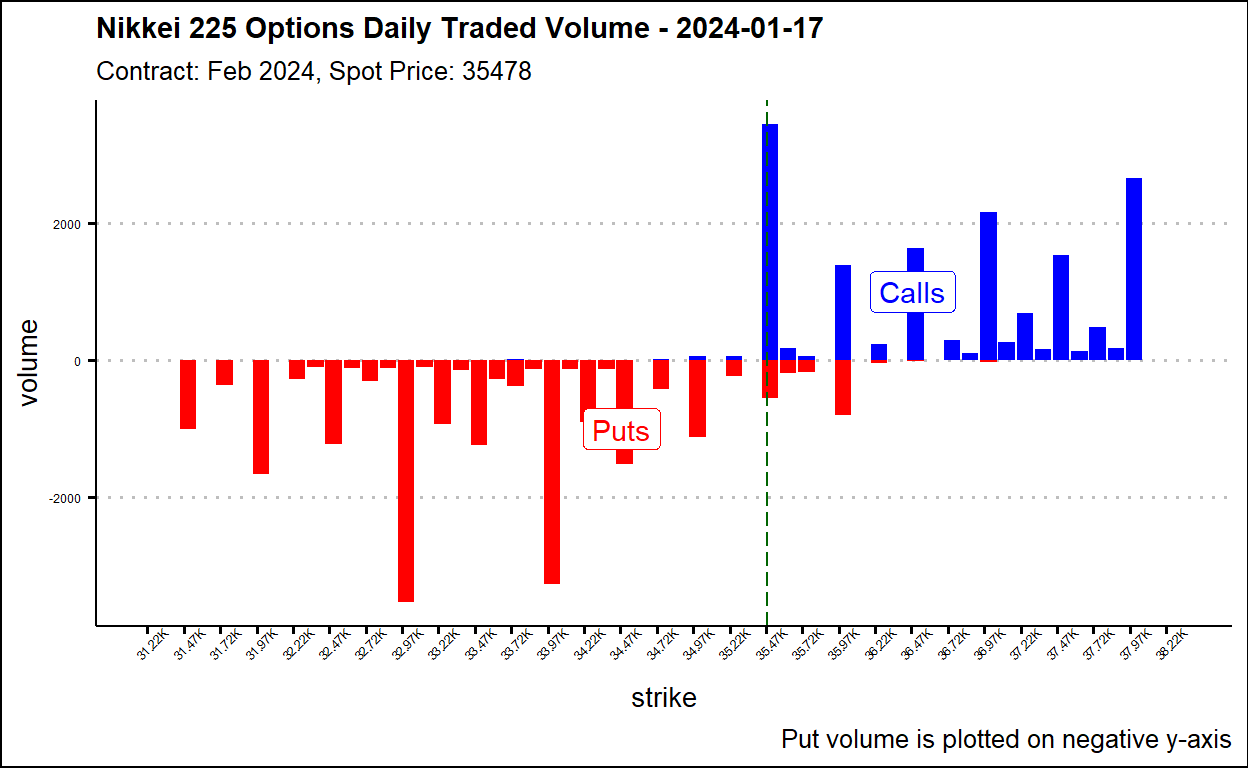 Nikkei 225 Options Daily Traded Volume - 2024-01-17
Contract: Feb 2024, Spot Price: 35478
volume
2000
0
-2000
Calls
Puts
31.22K 31.47K 31.72K 31.97K 32.22K 32.47K 32.72K 32.97K 33.22K 33.47K 33.72K 33.97K 34.22K 34.47K 34.72K 34.97K 35.22K 35.47K 35.72K 35.97K 36.22K 36.47K 36.72K 36.97K 37.22K 37.47K 37.72K 37.97K 38.22K
strike
Put volume is plotted on negative y-axis